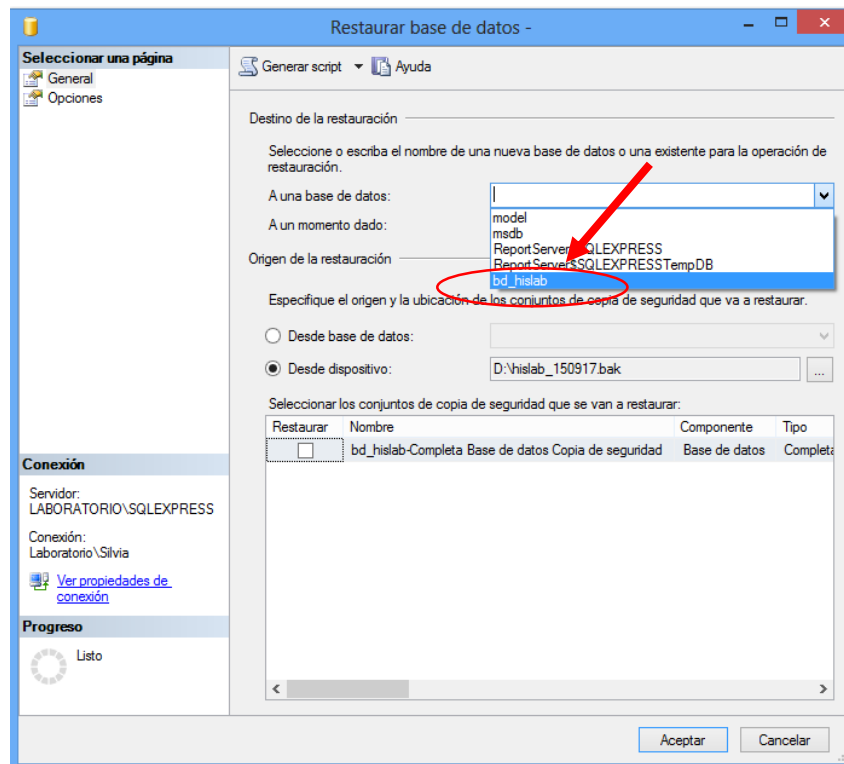 Restaurar base de datos -
Seleccionar una página
General
Opciones
Generar script
Ayuda
Destino de la restauración
Seleccione o escriba el nombre de una nueva base de datos o una existente para la operación de
restauración.
A una base de datos:
A un momento dado:
model
msdb
ReportServer$SQLEXPRESS
ReportServer$SQLEXPRESSTempDB
bd_hislab
Origen de la restauración
Especifique el origen y la ubicación de los conjuntos de copia de seguridad que va a restaurar.
Desde base de datos:
Desde dispositivo:
D:\hislab_150917.bak
...
Seleccionar los conjuntos de copia de seguridad que se van a restaurar:
Restaurar Nombre Componente Tipo
bd_hislab-Completa Base de datos Copia de seguridad Base de datos Completa
Conexión
Servidor:
LABORATORIO\SQLEXPRESS
Conexión:
Laboratorio\Silvia
Ver propiedades de
conexión
Progreso
Listo
Aceptar
Cancelar